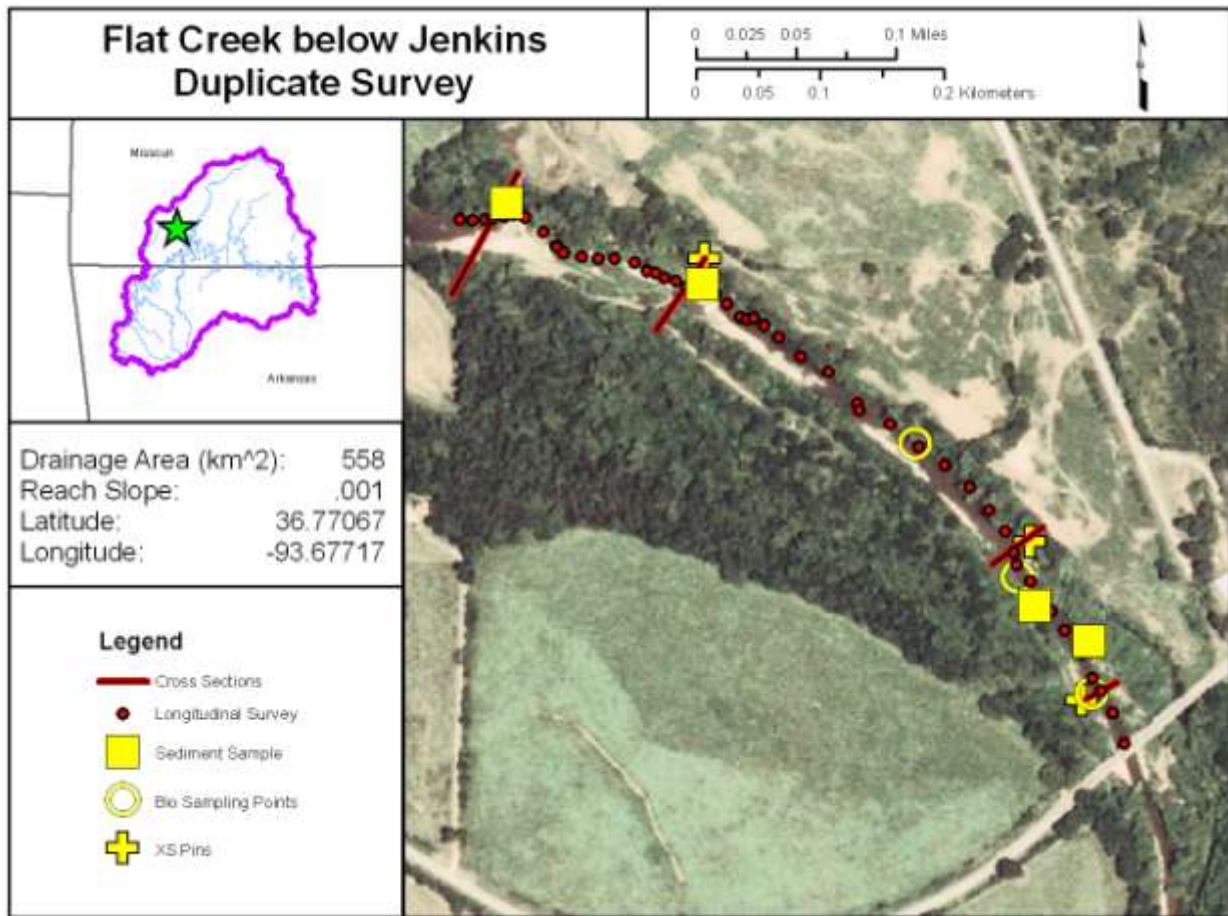 Flat Creek below Jenkins
Duplicate Survey
0 0.025 0.05 0.1 Miles
0 0.05 0.1 0.2 Kilometers
Missouri
Arkansas
Drainage Area (km^2): 558
Reach Slope: .001
Latitude: 36.77067
Longitude: -93.67717
Legend
Cross Sections
Longitudinal Survey
Sediment Sample
Bio Sampling Points
XS Pins